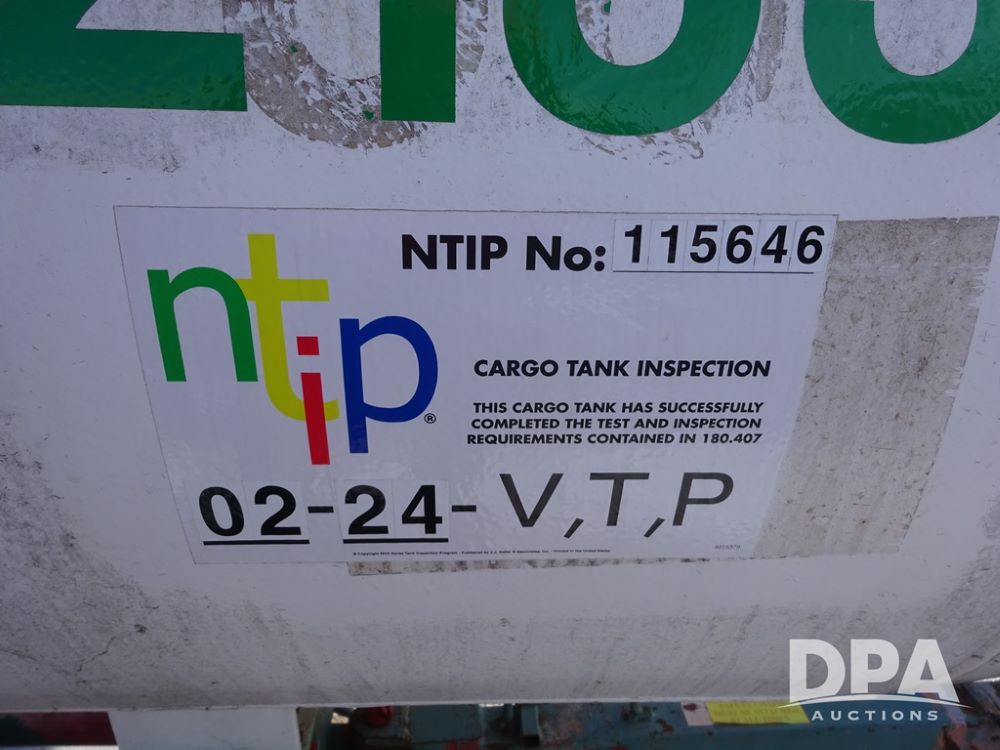 NTIP No: 115646
ntip®
CARGO TANK INSPECTION
THIS CARGO TANK HAS SUCCESSFULLY
COMPLETED THE TEST AND INSPECTION
REQUIREMENTS CONTAINED IN 180.407
02-24-V,T,P
DPA
AUCTIONS